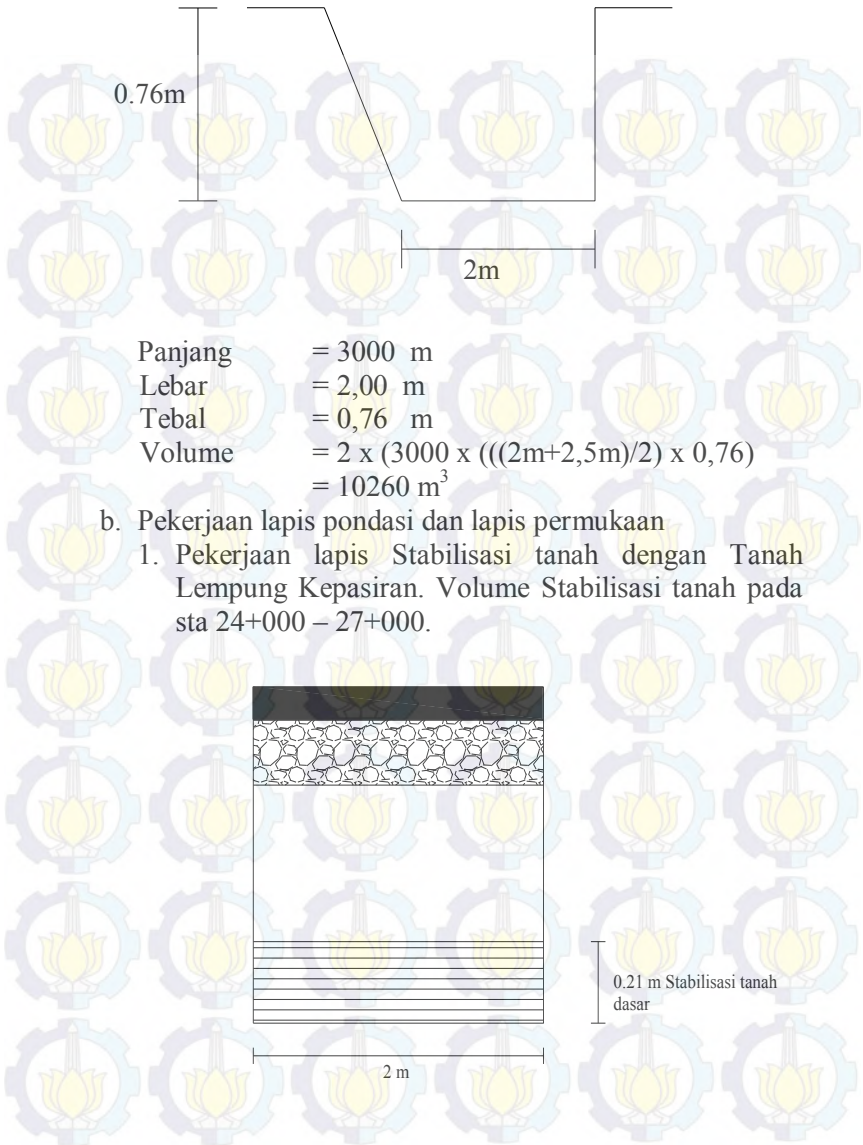 0.76m
2m
Panjang = 3000 m
Lebar = 2,00 m
Tebal = 0,76 m
Volume = 2 x (3000 x (((2m+2,5m)/2) x 0,76)
= 10260 m³
b. Pekerjaan lapis pondasi dan lapis permukaan
1. Pekerjaan lapis Stabilisasi tanah dengan Tanah
Lempung Kepasiran. Volume Stabilisasi tanah pada
sta 24+000 – 27+000.
0.21 m Stabilisasi tanah
dasar
2 m